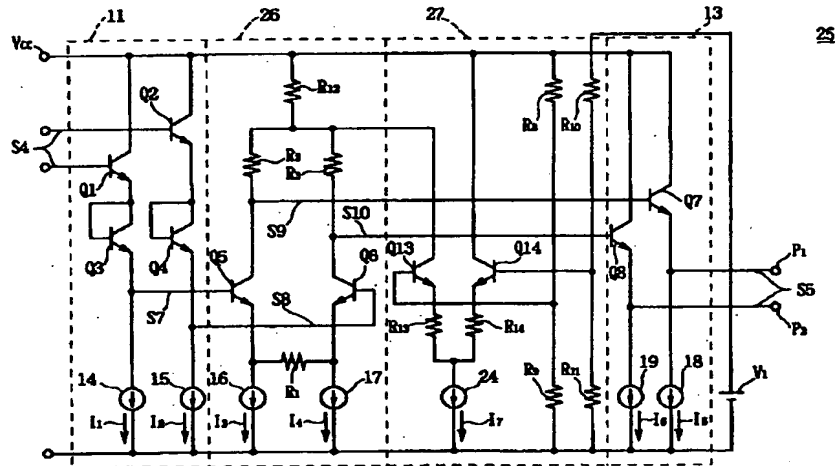 11 26 27 13 25
Vcc
Q2 R12 R8 R10
S4
R2 R3
Q1 S9 Q7
S10
Q3 Q4 Q5 Q6 Q13 Q14 Q8 P1
S7 S8 S5
R13 R14 P2
R1 R9 R11
14 15 16 17 24 19 18 V1
I1 I2 I3 I4 I7 I6 I5